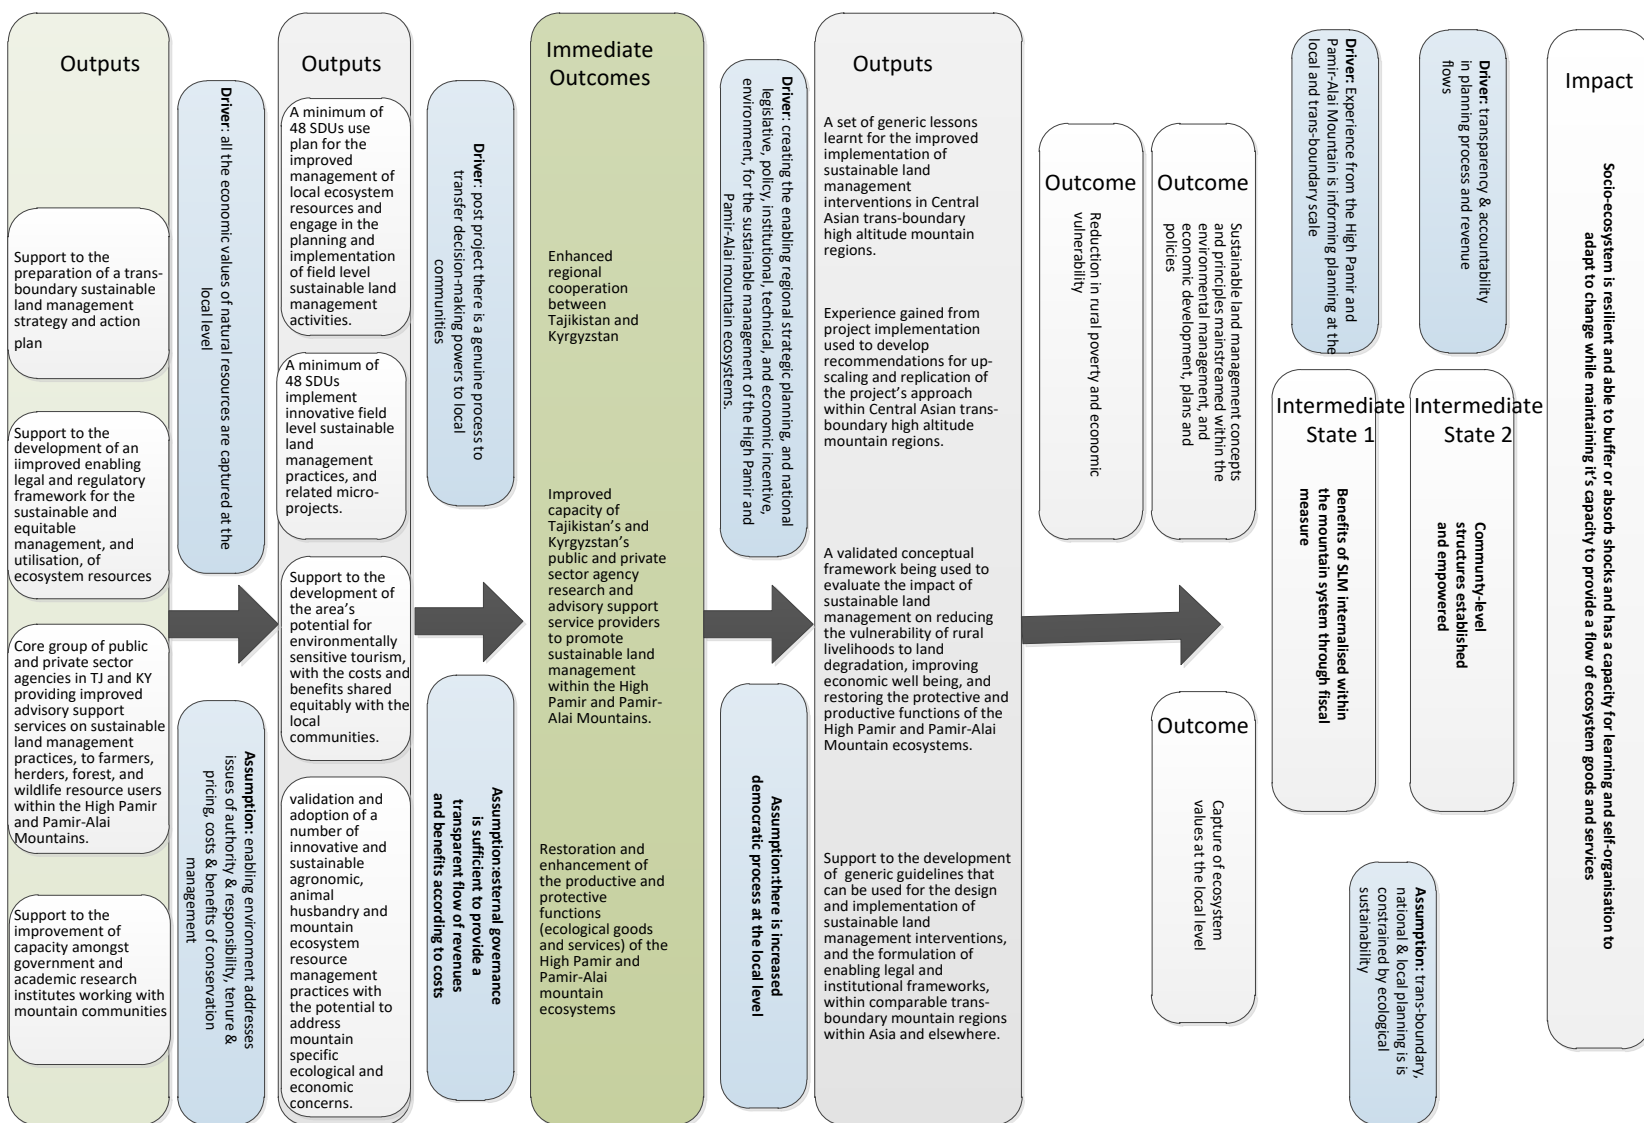 Outputs
Support to the
preparation of a trans-
boundary sustainable
land management
strategy and action
plan
Support to the
development of an
iimproved enabling
legal and regulatory
framework for the
sustainable and
equitable
management, and
utilisation, of
ecosystem resources
Core group of public
and private sector
agencies in TJ and KY
providing improved
advisory support
services on sustainable
land management
practices, to farmers,
herders, forest, and
wildlife resource users
within the High Pamir
and Pamir-Alai
Mountains.
Support to the
improvement of
capacity amongst
government and
academic research
institutes working with
mountain communities
Driver: all the economic values of natural resources are captured at the
local level
Assumption: enabling environment addresses
issues of authority & responsibility, tenure &
pricing, costs & benefits of conservation
management
Outputs
A minimum of
48 SDUs use
plan for the
improved
management of
local ecosystem
resources and
engage in the
planning and
implementation
of field level
sustainable land
management
activities.
A minimum of
48 SDUs
implement
innovative field
level sustainable
land
management
practices, and
related micro-
projects.
Support to the
development of
the area's
potential for
environmentally
sensitive tourism,
with the costs and
benefits shared
equitably with the
local
communities.
validation and
adoption of a
number of
innovative and
sustainable
agronomic,
animal
husbandry and
mountain
ecosystem
resource
management
practices with
the potential to
address
mountain
specific
ecological and
economic
concerns.
Driver: post project there is a genuine process to
transfer decision-making powers to local
communities
Assumption:esternal governance
is sufficient to provide a
transparent flow of revenues
and benefits according to costs
Immediate
Outcomes
Enhanced
regional
cooperation
between
Tajikistan and
Kyrgyzstan
Improved
capacity of
Tajikistan's and
Kyrgyzstan's
public and private
sector agency
research and
advisory support
service providers
to promote
sustainable land
management
within the High
Pamir and Pamir-
Alai Mountains.
Restoration and
enhancement of
the productive and
protective
functions
(ecological goods
and services) of the
High Pamir and
Pamir-Alai
mountain
ecosystems
Driver: creating the enabling regional strategic planning, and national
legislative, policy, institutional, technical, and economic incentive,
environment, for the sustainable management of the High Pamir and
Pamir-Alai mountain ecosystems.
Assumption:there is increased
democratic process at the local level
Outputs
A set of generic lessons
learnt for the improved
implementation of
sustainable land
management
interventions in Central
Asian trans-boundary
high altitude mountain
regions.
Experience gained from
project implementation
used to develop
recommendations for up-
scaling and replication of
the project's approach
within Central Asian trans-
boundary high altitude
mountain regions.
A validated conceptual
framework being used to
evaluate the impact of
sustainable land
management on reducing
the vulnerability of rural
livelihoods to land
degradation, improving
economic well being, and
restoring the protective and
productive functions of the
High Pamir and Pamir-Alai
Mountain ecosystems.
Support to the development
of generic guidelines that
can be used for the design
and implementation of
sustainable land
management interventions,
and the formulation of
enabling legal and
institutional frameworks,
within comparable trans-
boundary mountain regions
within Asia and elsewhere.
Outcome
Reduction in rural poverty and economic
vulnerability
Outcome
Sustainable land and management concepts
and principles mainstreamed within the
environmental management, and
economic development, plans and
policies
Outcome
Capture of ecosystem
values at the local level
Driver: Experience from the High Pamir and
Pamir-Alai Mountain is informing planning at the
local and trans-boundary scale
Intermediate
State 1
Benefits of SLM internalised within
the mountain system through fiscal
measure
Driver: transparency & accountability
in planning process and revenue
flows
Intermediate
State 2
Communty-level
structures established
and empowered
Assumption: trans-boundary,
national & local planning is is
constrained by ecological
sustainability
Impact
Socio-ecosystem is resilient and able to buffer or absorb shocks and has a capacity for learning and self-organisation to
adapt to change while maintaining it's capacity to provide a flow of ecosystem goods and services